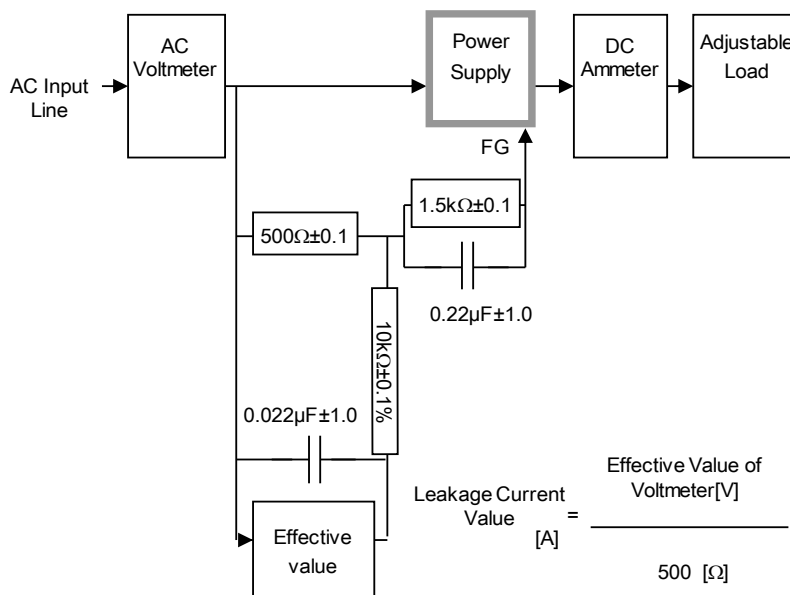 AC
Voltmeter
Power
Supply
DC
Ammeter
Adjustable
Load
AC Input
Line
FG
1.5kΩ±0.1
500Ω±0.1
0.22µF±1.0
10kΩ±0.1%
0.022µF±1.0
Effective
value
Leakage Current
Value
[A]
=
Effective Value of
Voltmeter[V]
500 [Ω]